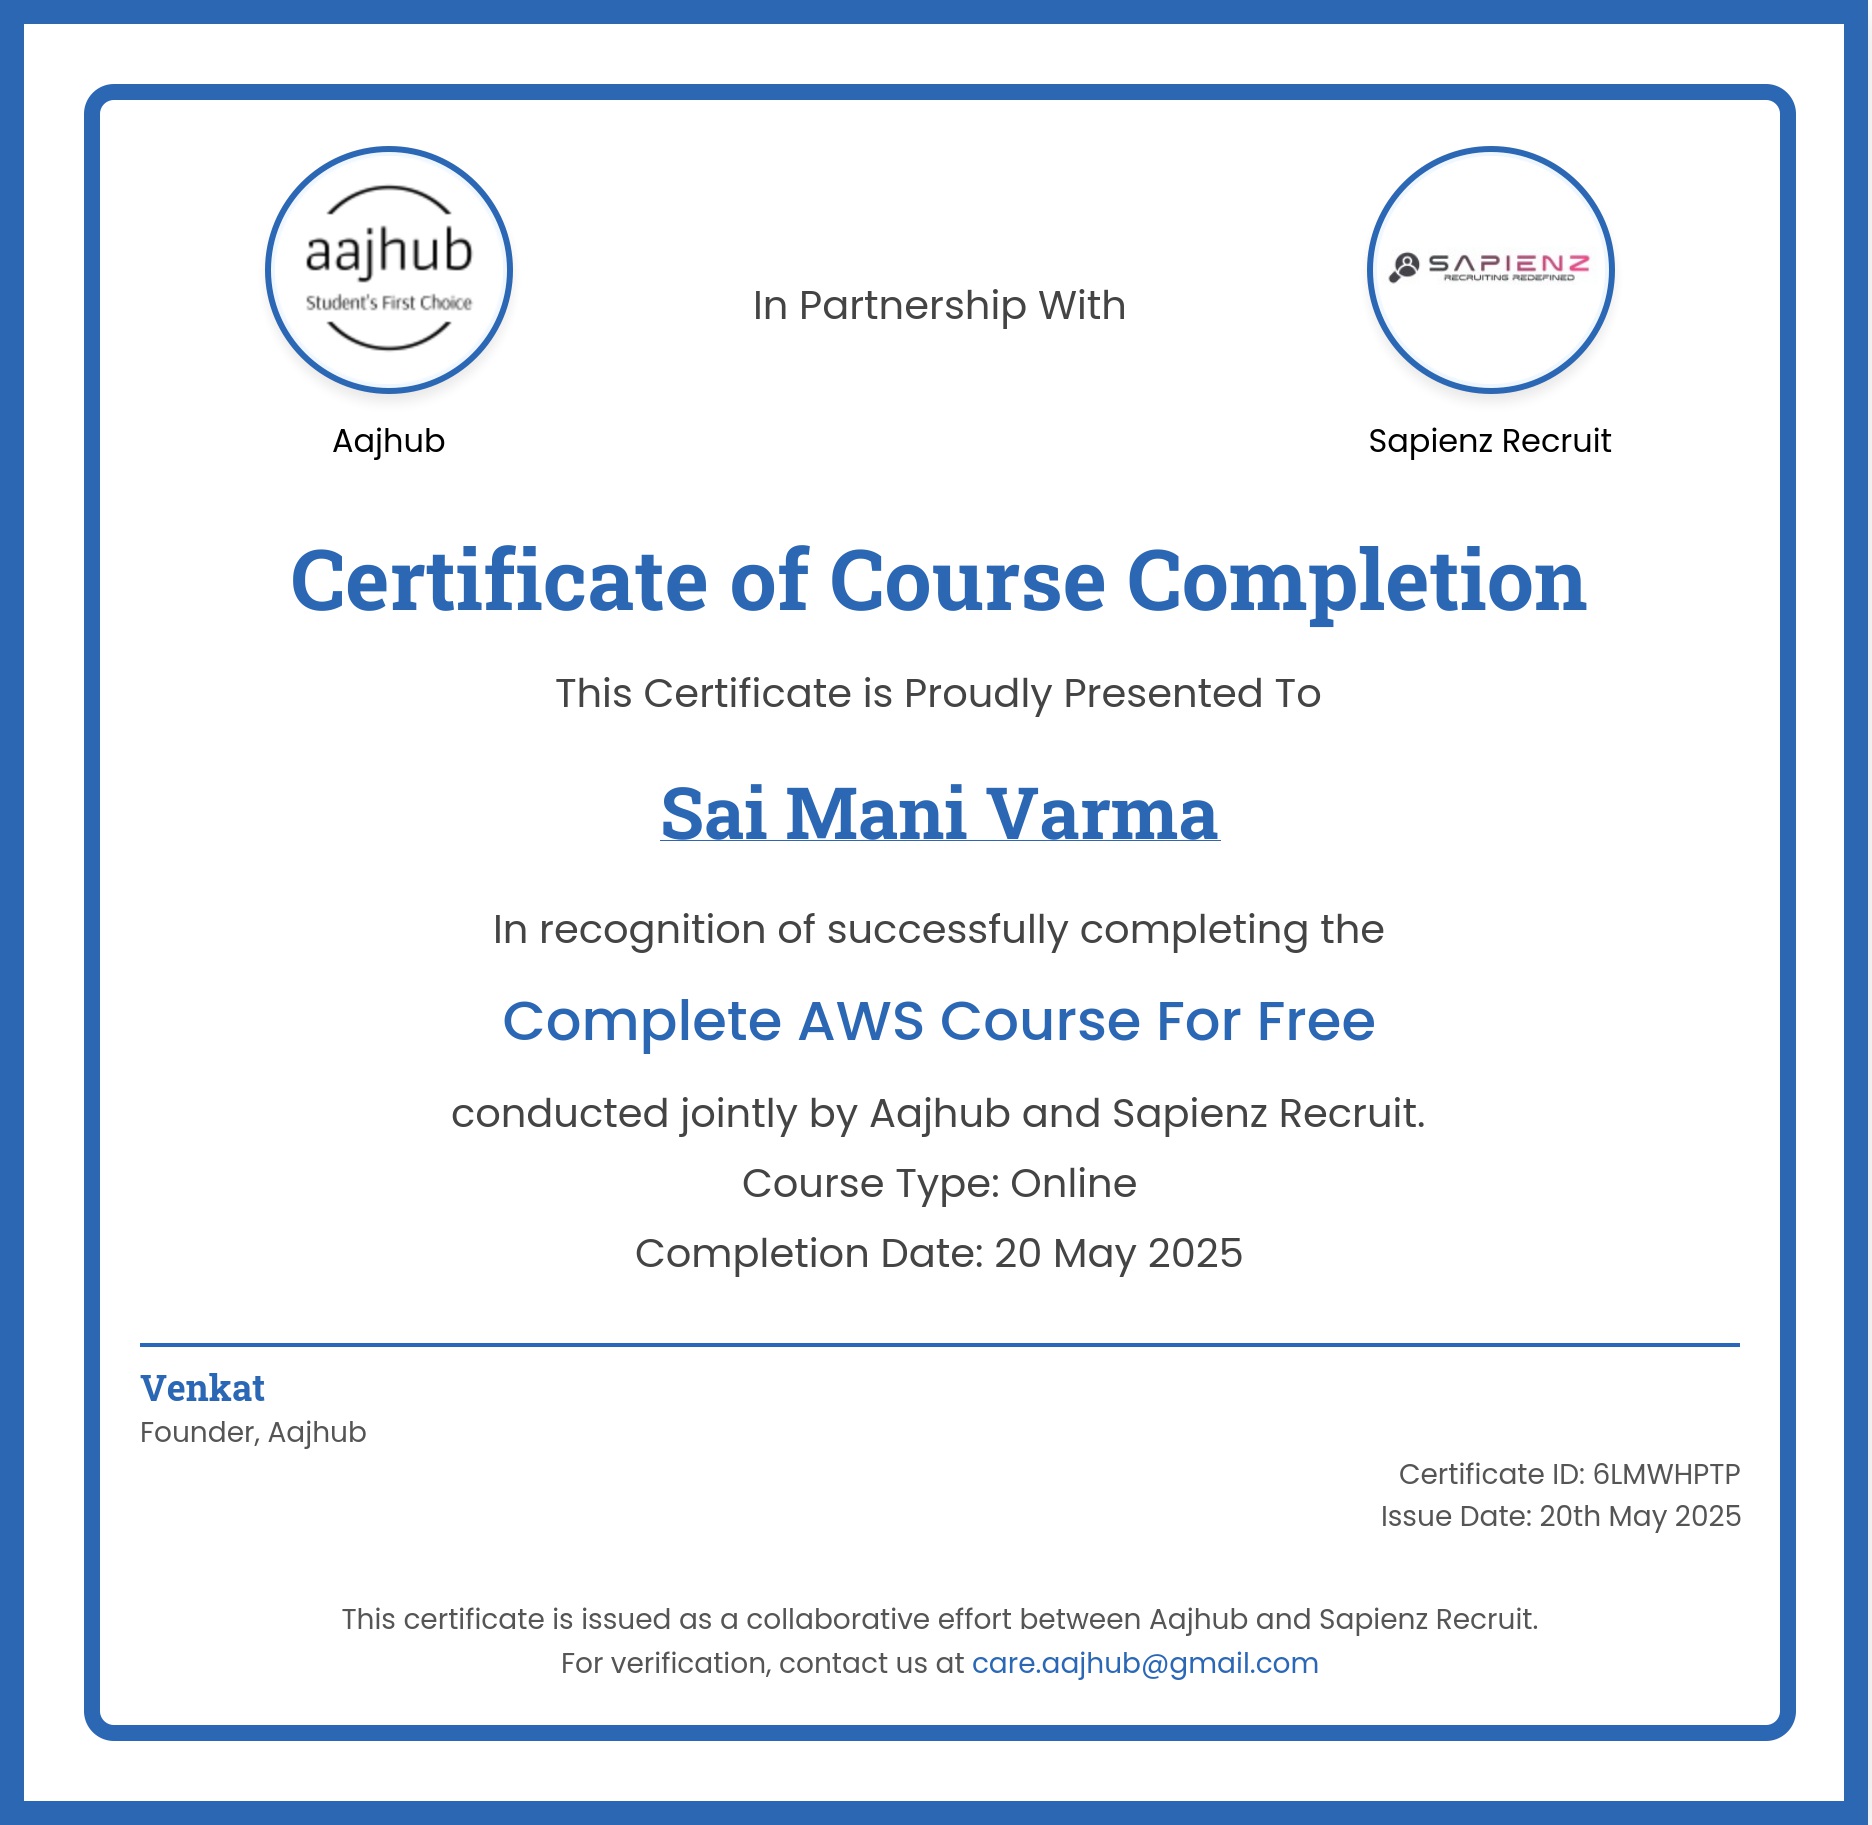 aajhub
Student's First Choice
Aajhub
In Partnership With
SAPIENZ
RECRUITING REDEFINED
Sapienz Recruit
Certificate of Course Completion
This Certificate is Proudly Presented To
Sai Mani Varma
In recognition of successfully completing the
Complete AWS Course For Free
conducted jointly by Aajhub and Sapienz Recruit.
Course Type: Online
Completion Date: 20 May 2025
Venkat
Founder, Aajhub
Certificate ID: 6LMWHPTP
Issue Date: 20th May 2025
This certificate is issued as a collaborative effort between Aajhub and Sapienz Recruit.
For verification, contact us at care.aajhub@gmail.com